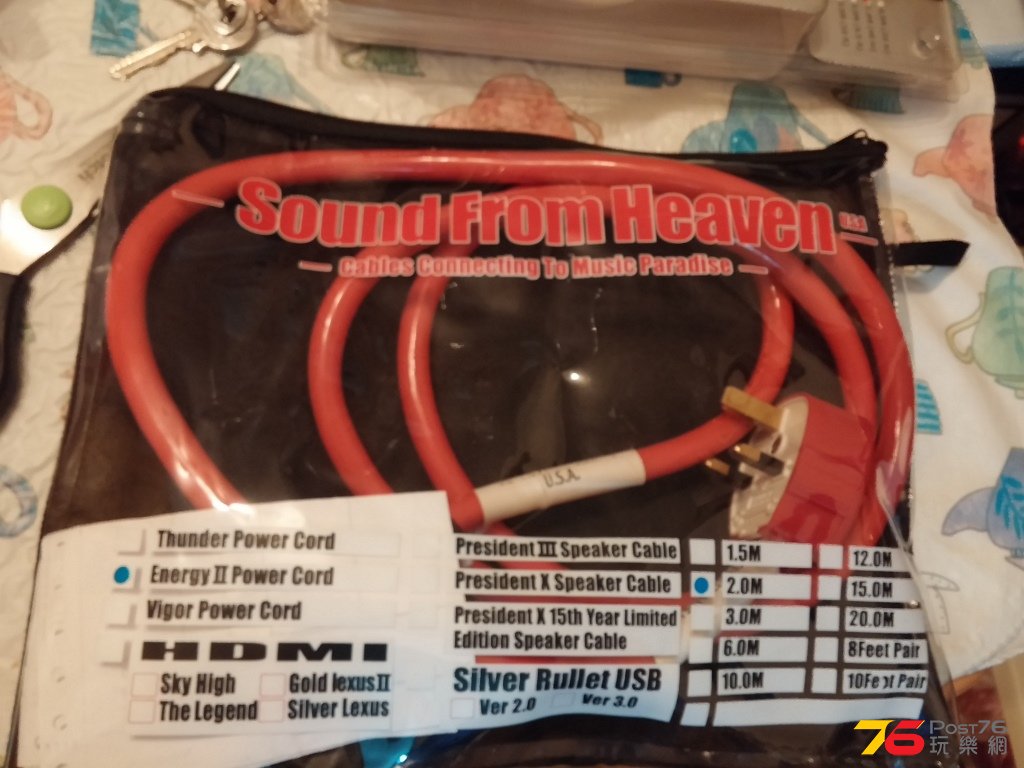 Sound From Heaven U.S.A
Cables Connecting To Music Paradise
U.S.A.
Thunder Power Cord
Energy II Power Cord
Vigor Power Cord
HDMI
Sky High Gold lexus II
The Legend Silver Lexus
President III Speaker Cable
President X Speaker Cable
President X 15th Year Limited
Edition Speaker Cable
Silver Bullet USB
Ver 2.0 Ver 3.0
1.5M 12.0M
2.0M 15.0M
3.0M 20.0M
6.0M 8Feet Pair
10.0M 10Feet Pair
76 Post76
玩樂網